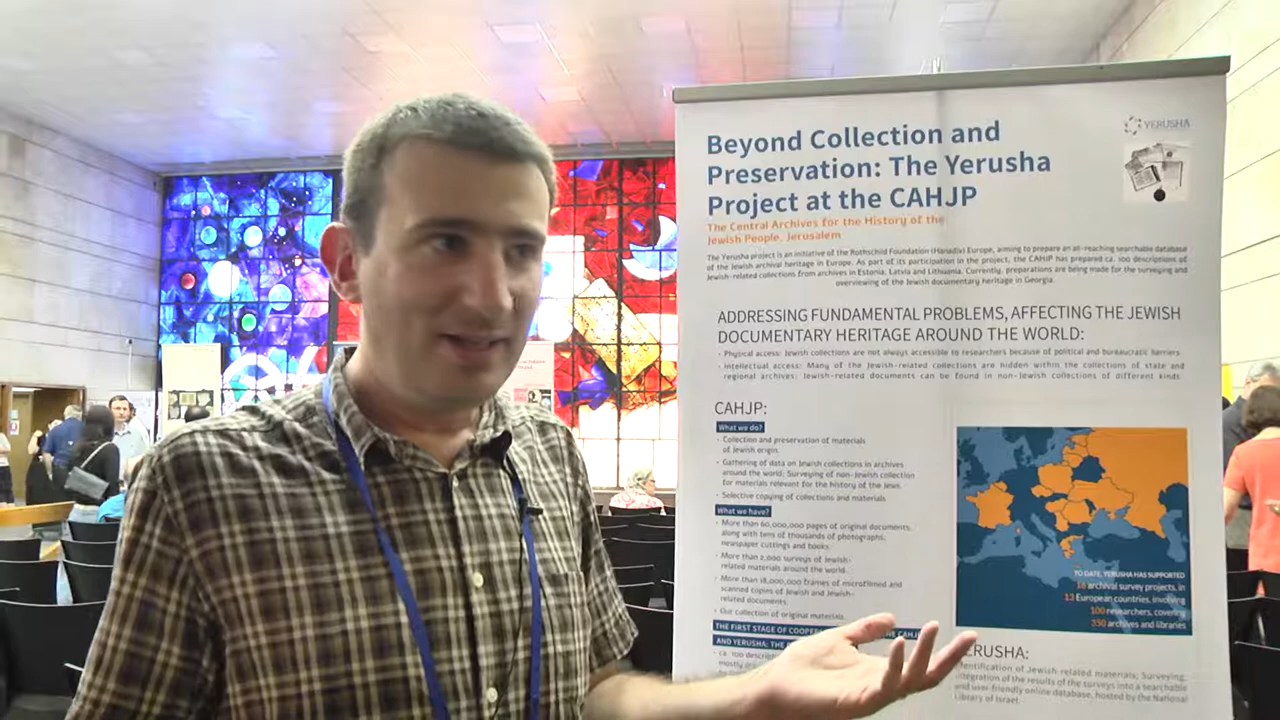 YERUSHA
Beyond Collection and
Preservation: The Yerusha
Project at the CAHJP
The Central Archives for the History of the
Jewish People, Jerusalem
The Yerusha project is an initiative of the Rothschild Foundation (Hanadiv) Europe, aiming to prepare an all-reaching searchable database
of the Jewish archival heritage in Europe. As part of its participation in the project, the CAHJP has prepared ca. 100 descriptions of
Jewish-related collections from archives in Estonia, Latvia and Lithuania. Currently, preparations are being made for the surveying and
overviewing of the Jewish documentary heritage in Georgia.
ADDRESSING FUNDAMENTAL PROBLEMS, AFFECTING THE JEWISH
DOCUMENTARY HERITAGE AROUND THE WORLD:
· Physical access: Jewish collections are not always accessible to researchers because of political and bureaucratic barriers
· Intellectual access: Many of the Jewish-related collections are hidden within the collections of state and
regional archives; Jewish-related documents can be found in non-Jewish collections of different kinds
CAHJP:
What we do?
· Collection and preservation of materials
of Jewish origin.
· Gathering of data on Jewish collections in archives
around the world; Surveying of non-Jewish collection
for materials relevant for the history of the Jews.
· Selective copying of collections and materials
What we have?
· More than 60,000,000 pages of original documents,
along with tens of thousands of photographs,
newspaper cuttings and books.
· More than 2,000 surveys of Jewish-
related materials around the world.
· More than 18,000,000 frames of microfilmed and
scanned copies of Jewish and Jewish-
related documents.
· Our collection of original materials.
THE FIRST STAGE OF COOPER
AND YERUSHA: THE
· ca. 100 descrip
mostly
TO DATE, YERUSHA HAS SUPPORTED
archival survey projects, in
13 European countries, involving
100 researchers, covering
350 archives and libraries
ERUSHA:
dentification of Jewish-related materials; Surveying;
integration of the results of the surveys into a searchable
and user-friendly online database, hosted by the National
Library of Israel